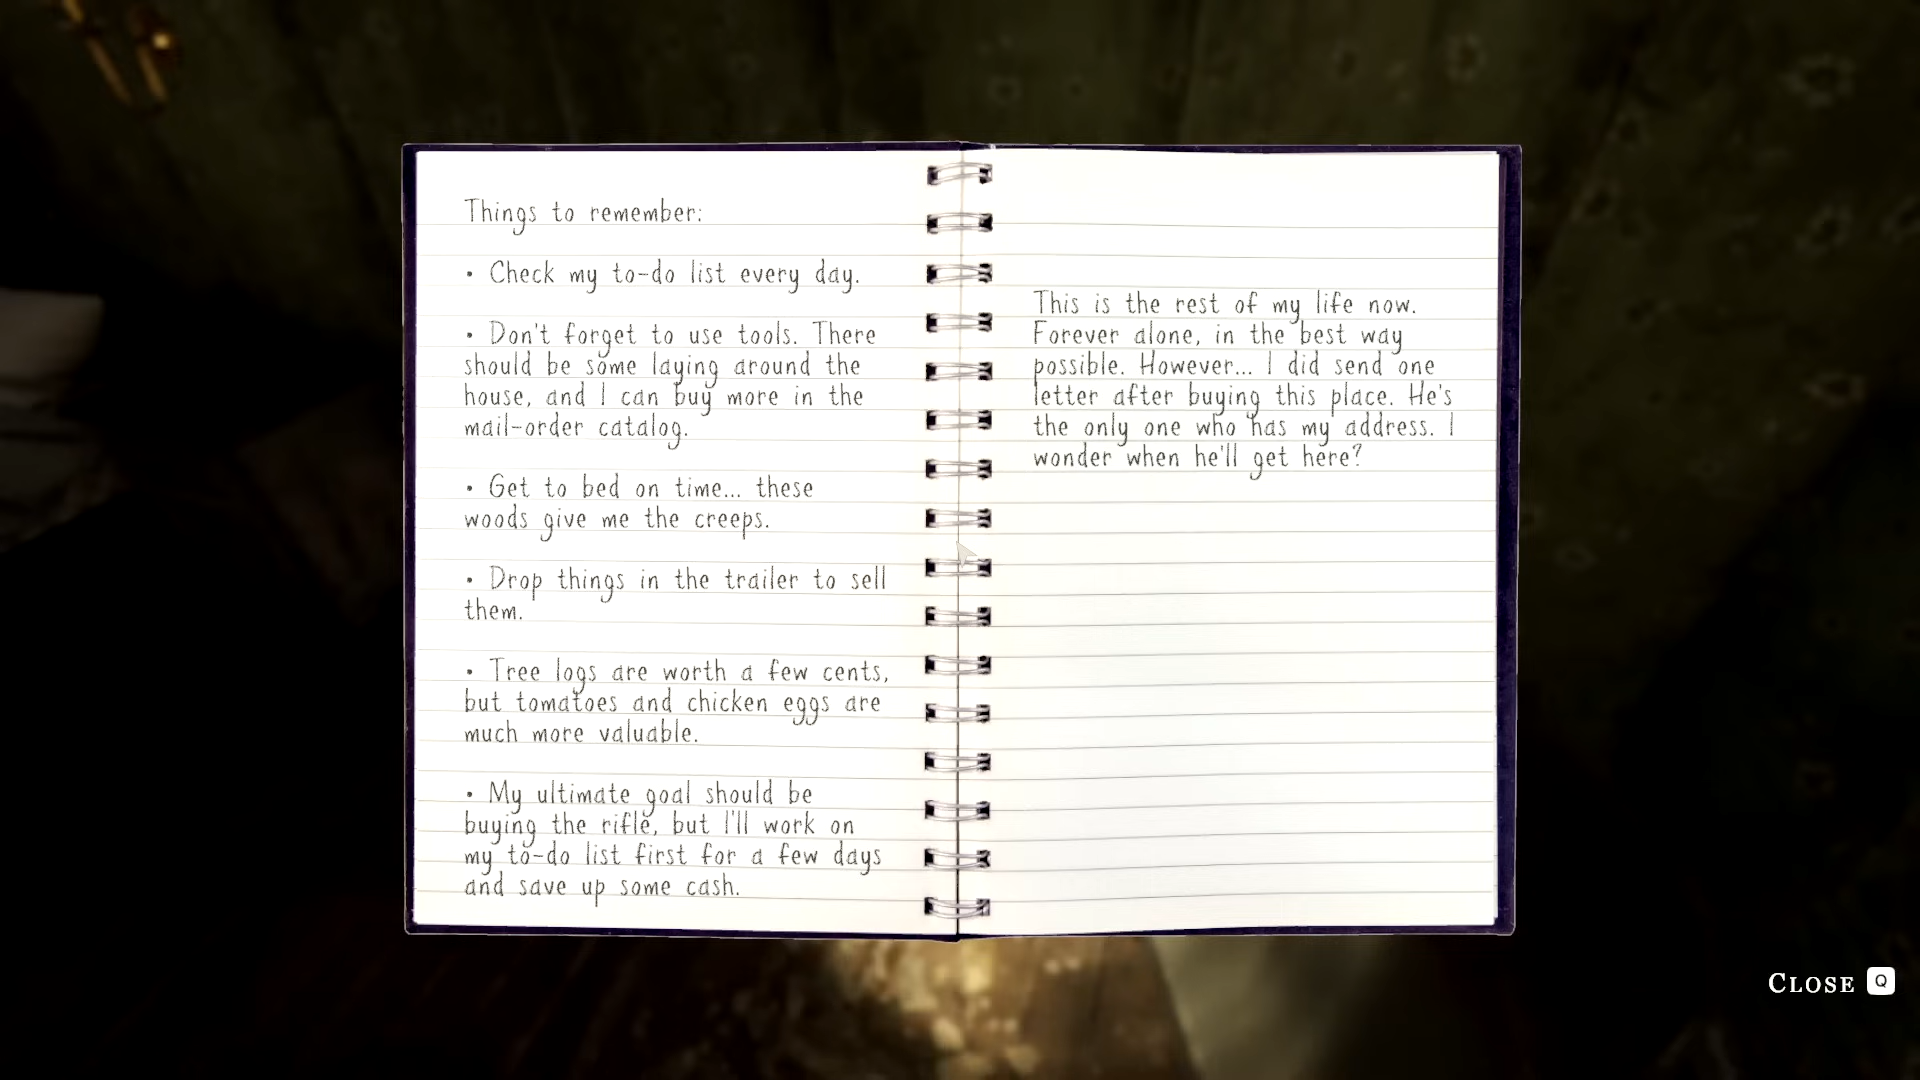 Things to remember:
• Check my to-do list every day.
• Don't forget to use tools. There
should be some laying around the
house, and I can buy more in the
mail-order catalog.
• Get to bed on time... these
woods give me the creeps.
• Drop things in the trailer to sell
them.
• Tree logs are worth a few cents,
but tomatoes and chicken eggs are
much more valuable.
• My ultimate goal should be
buying the rifle, but I'll work on
my to-do list first for a few days
and save up some cash.
This is the rest of my life now.
Forever alone, in the best way
possible. However... I did send one
letter after buying this place. He's
the only one who has my address. I
wonder when he'll get here?
CLOSE Q